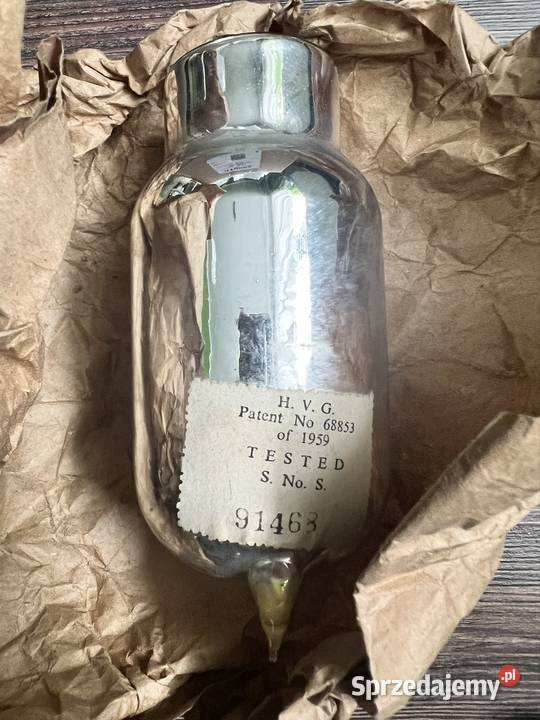 H. V. G.
Patent No 68853
of 1959
TESTED
S. No. S.
91468
Sprzedajemy.pl